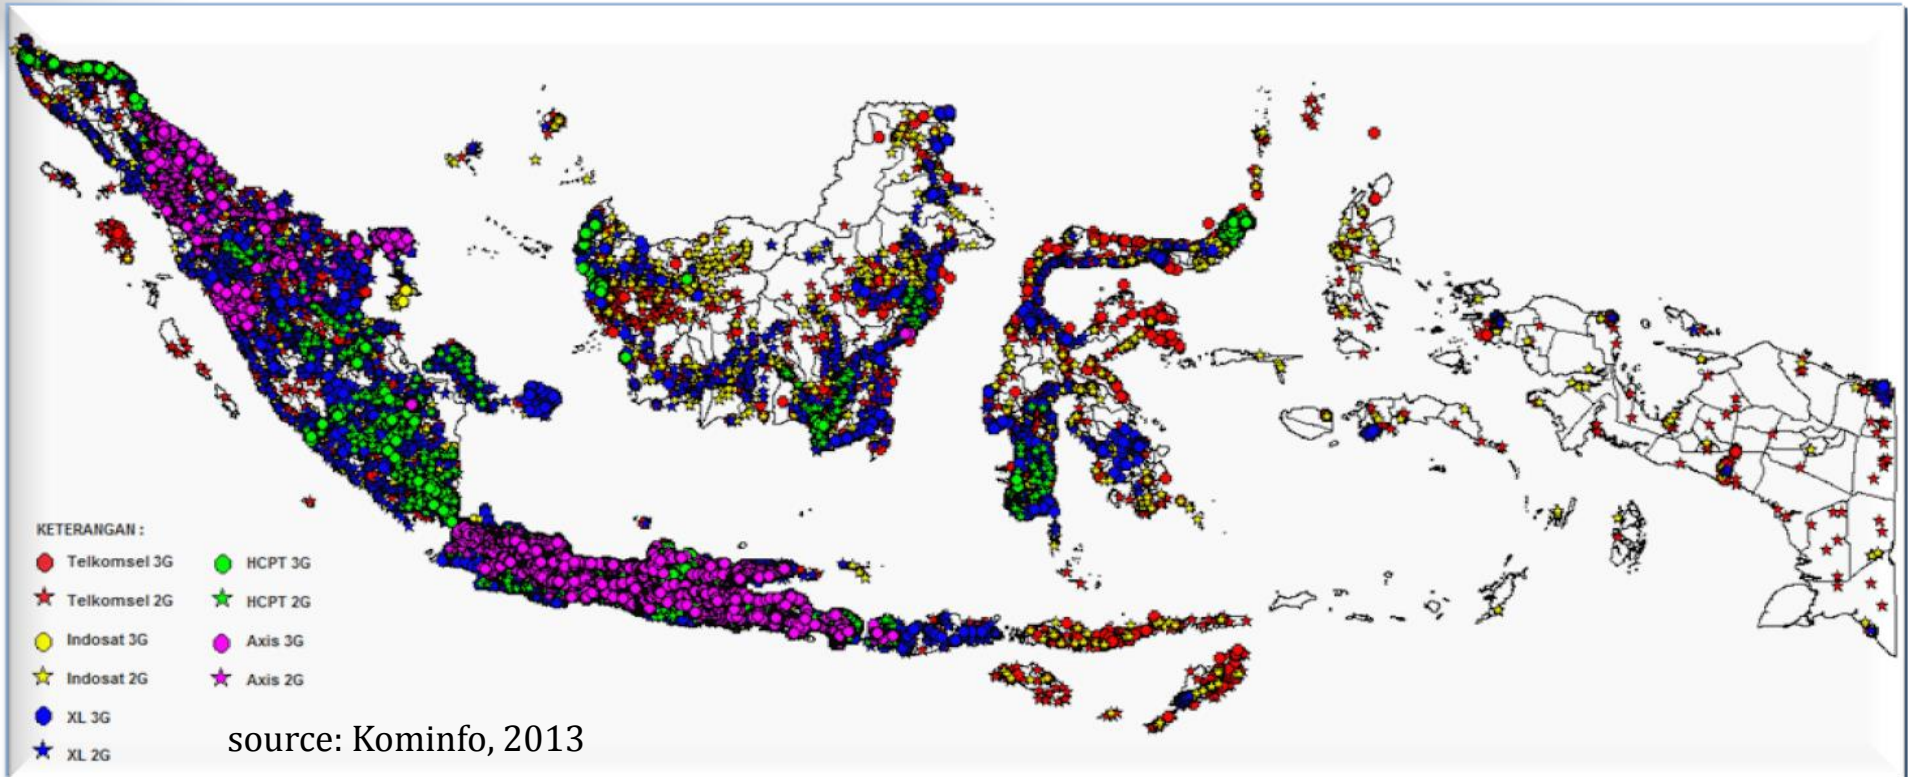 KETERANGAN :
Telkomsel 3G
Telkomsel 2G
Indosat 3G
Indosat 2G
XL 3G
XL 2G
HCPT 3G
HCPT 2G
Axis 3G
Axis 2G
source: Kominfo, 2013